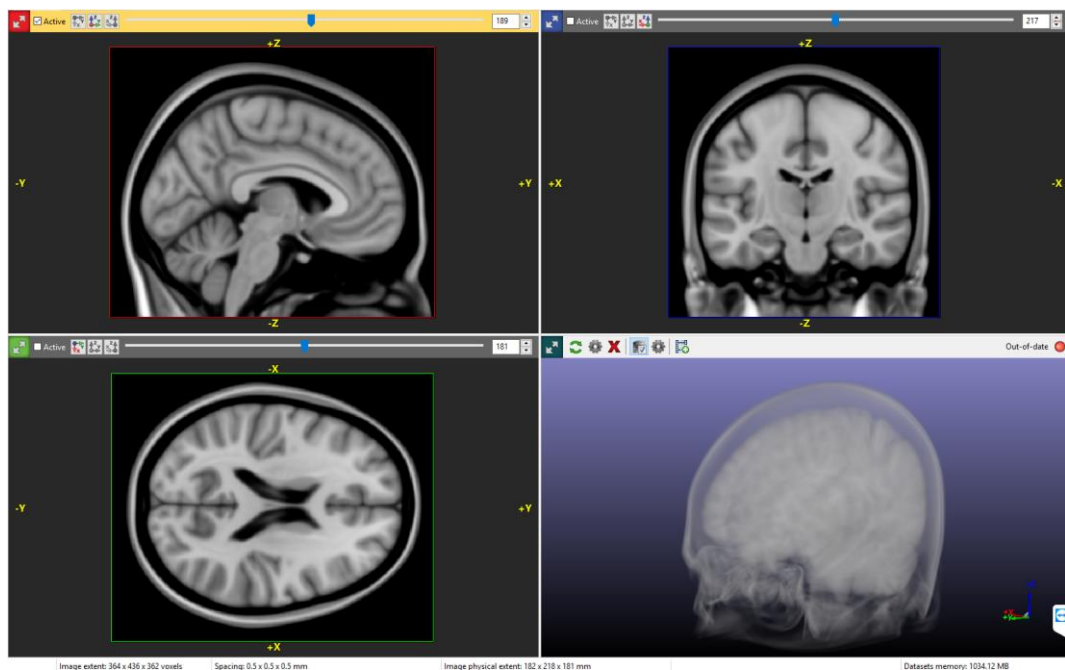 Active 189
Active 217
+Z
+Z
-Y
+Y
+X
-X
-Z
-Z
Active 181
Out-of-date
-X
-Y
+Y
+X
+X
Image extent: 364 x 436 x 362 voxels Spacing: 0.5 x 0.5 x 0.5 mm Image physical extent: 182 x 218 x 181 mm Datasets memory: 1034.12 MB